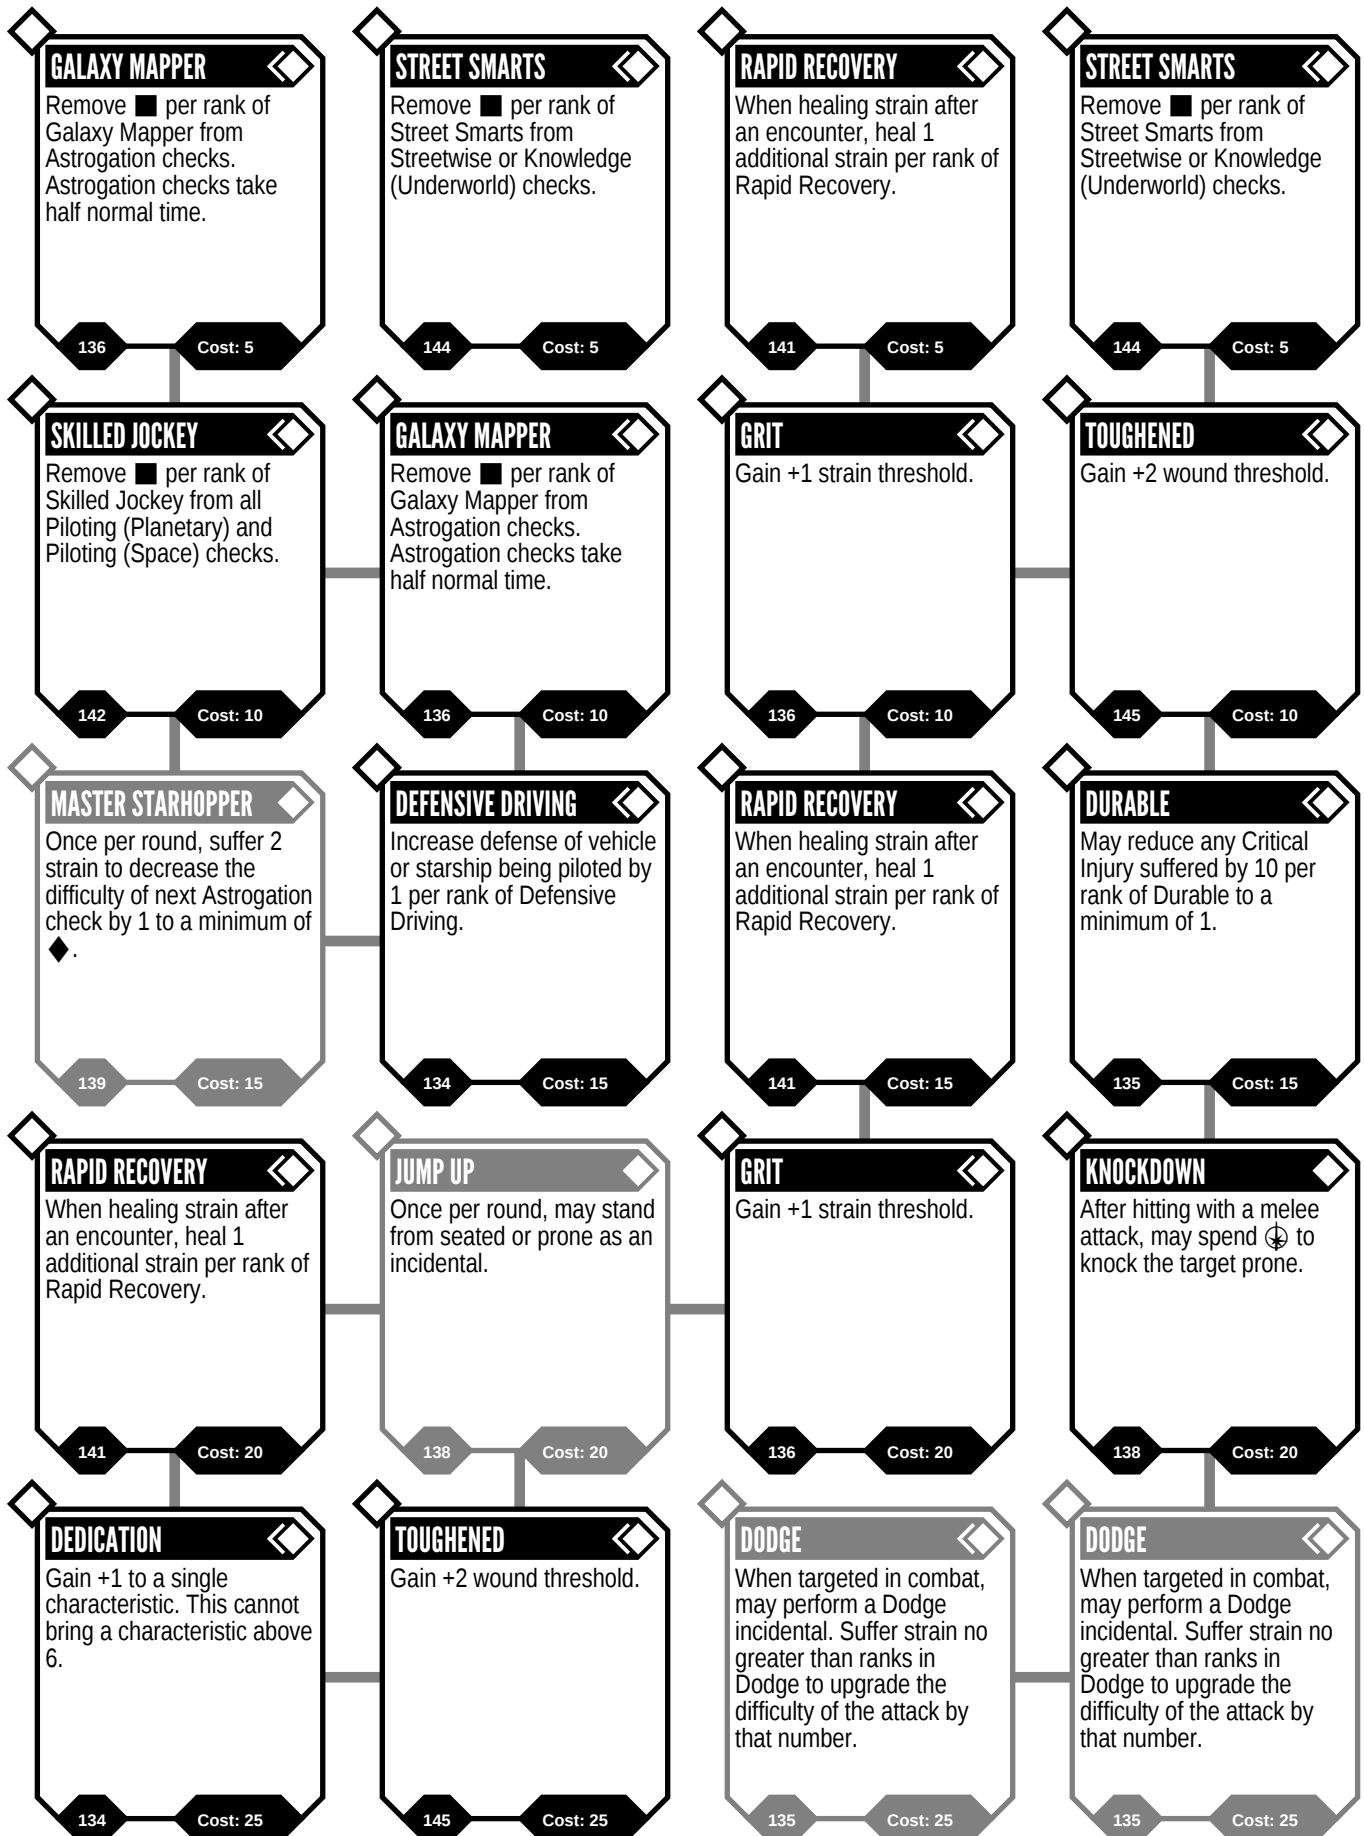 GALAXY MAPPER
Remove ■ per rank of
Galaxy Mapper from
Astrogation checks.
Astrogation checks take
half normal time.
136
Cost: 5
STREET SMARTS
Remove ■ per rank of
Street Smarts from
Streetwise or Knowledge
(Underworld) checks.
144
Cost: 5
RAPID RECOVERY
When healing strain after
an encounter, heal 1
additional strain per rank of
Rapid Recovery.
141
Cost: 5
STREET SMARTS
Remove ■ per rank of
Street Smarts from
Streetwise or Knowledge
(Underworld) checks.
144
Cost: 5
SKILLED JOCKEY
Remove ■ per rank of
Skilled Jockey from all
Piloting (Planetary) and
Piloting (Space) checks.
142
Cost: 10
GALAXY MAPPER
Remove ■ per rank of
Galaxy Mapper from
Astrogation checks.
Astrogation checks take
half normal time.
136
Cost: 10
GRIT
Gain +1 strain threshold.
136
Cost: 10
TOUGHENED
Gain +2 wound threshold.
145
Cost: 10
MASTER STARHOPPER
Once per round, suffer 2
strain to decrease the
difficulty of next Astrogation
check by 1 to a minimum of
♦.
139
Cost: 15
DEFENSIVE DRIVING
Increase defense of vehicle
or starship being piloted by
1 per rank of Defensive
Driving.
134
Cost: 15
RAPID RECOVERY
When healing strain after
an encounter, heal 1
additional strain per rank of
Rapid Recovery.
141
Cost: 15
DURABLE
May reduce any Critical
Injury suffered by 10 per
rank of Durable to a
minimum of 1.
135
Cost: 15
RAPID RECOVERY
When healing strain after
an encounter, heal 1
additional strain per rank of
Rapid Recovery.
141
Cost: 20
JUMP UP
Once per round, may stand
from seated or prone as an
incidental.
138
Cost: 20
GRIT
Gain +1 strain threshold.
136
Cost: 20
KNOCKDOWN
After hitting with a melee
attack, may spend to
knock the target prone.
138
Cost: 20
DEDICATION
Gain +1 to a single
characteristic. This cannot
bring a characteristic above
6.
134
Cost: 25
TOUGHENED
Gain +2 wound threshold.
145
Cost: 25
DODGE
When targeted in combat,
may perform a Dodge
incidental. Suffer strain no
greater than ranks in
Dodge to upgrade the
difficulty of the attack by
that number.
135
Cost: 25
DODGE
When targeted in combat,
may perform a Dodge
incidental. Suffer strain no
greater than ranks in
Dodge to upgrade the
difficulty of the attack by
that number.
135
Cost: 25